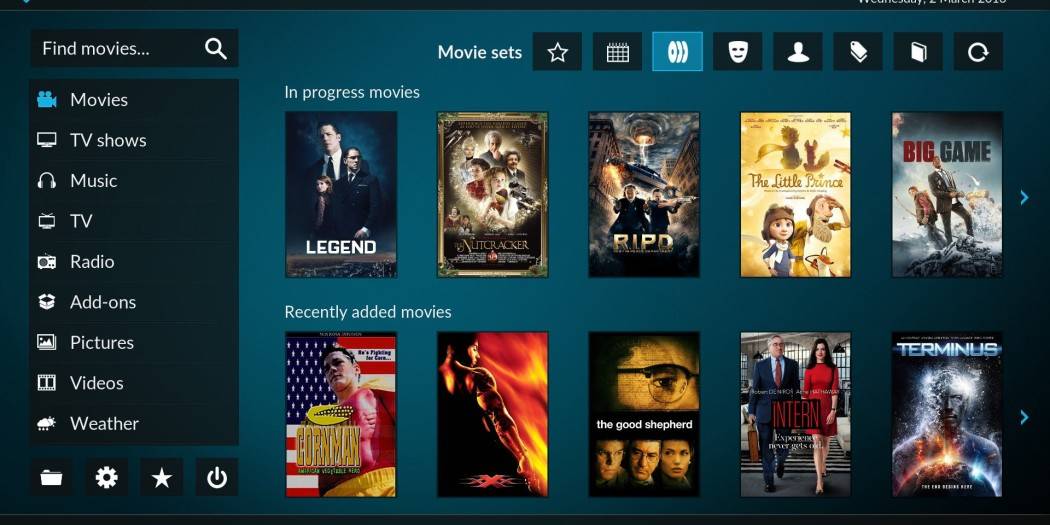 Wednesday, 2 March 2016
Find movies...
Movie sets
Movies
TV shows
Music
TV
Radio
Add-ons
Pictures
Videos
Weather
In progress movies
LEGEND
THE NUTCRACKER
R.I.P.D.
The Little Prince
BIG GAME
Recently added movies
He's Fighting
for Corn...
CORNMAN
AMERICAN VEGETABLE HERO
XXX
the good shepherd
Robert DE NIRO Anne HATHAWAY
THE INTERN
Experience
never gets old.
TERMINUS
THE END BEGINS HERE